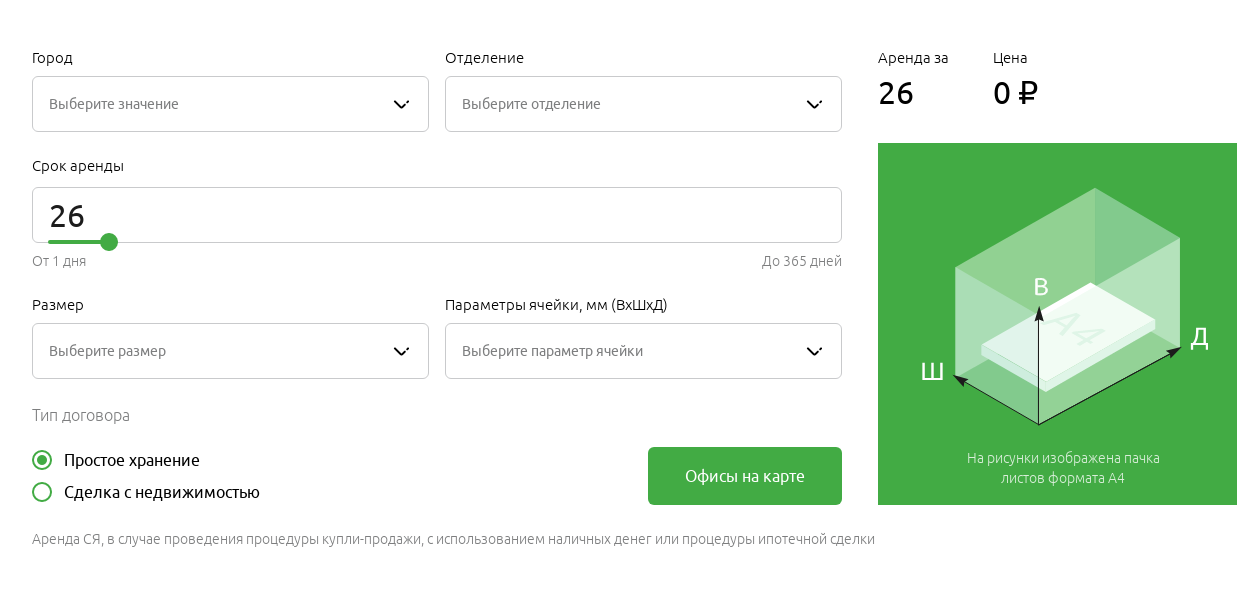 Город
Отделение
Выберите значение
Выберите отделение
Срок аренды
26
От 1 дня
До 365 дней
Размер
Параметры ячейки, мм (ВхШхД)
Выберите размер
Выберите параметр ячейки
Тип договора
Простое хранение
Сделка с недвижимостью
Офисы на карте
Аренда СЯ, в случае проведения процедуры купли-продажи, с использованием наличных денег или процедуры ипотечной сделки
Аренда за
Цена
26
0 ₽
В
А4
Д
Ш
На рисунки изображена пачка
листов формата А4